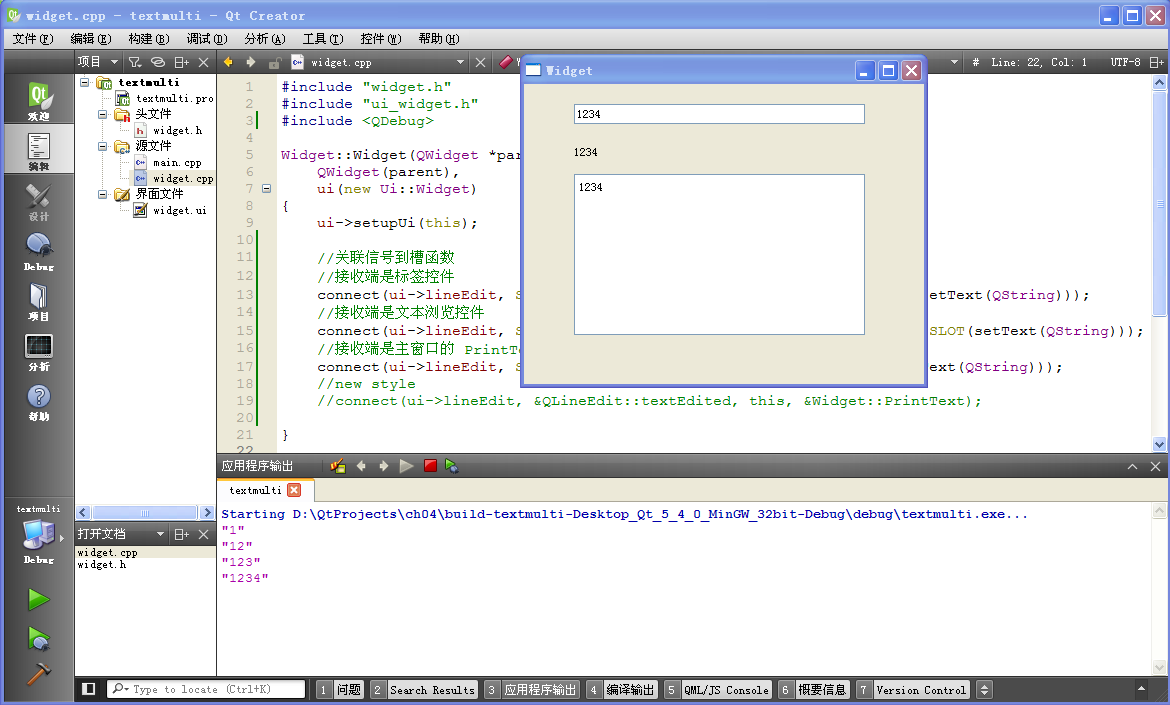 widget.cpp - textmulti - Qt Creator
文件(F) 编辑(E) 构建(B) 调试(D) 分析(A) 工具(T) 控件(W) 帮助(H)
项目 widget.cpp # Line: 22, Col: 1 UTF-8
欢迎
编辑
设计
Debug
项目
分析
帮助
textmulti
Debug
textmulti
textmulti.pro
头文件
widget.h
源文件
main.cpp
widget.cpp
界面文件
widget.ui
打开文档
widget.cpp
widget.h
1 #include "widget.h"
2 #include "ui_widget.h"
3 #include <QDebug>
4
5 Widget::Widget(QWidget *par
6 QWidget(parent),
7 ui(new Ui::Widget)
8 {
9 ui->setupUi(this);
10
11 //关联信号到槽函数
12 //接收端是标签控件
13 connect(ui->lineEdit, etText(QString)));
14 //接收端是文本浏览控件
15 connect(ui->lineEdit, SLOT(setText(QString)));
16 //接收端是主窗口的 PrintT
17 connect(ui->lineEdit, ext(QString)));
18 //new style
19 //connect(ui->lineEdit, &QLineEdit::textEdited, this, &Widget::PrintText);
20
21 }
22
Widget
1234
1234
1234
应用程序输出
textmulti
Starting D:\QtProjects\ch04\build-textmulti-Desktop_Qt_5_4_0_MinGW_32bit-Debug\debug\textmulti.exe...
"1"
"12"
"123"
"1234"
Type to locate (Ctrl+K) 1 问题 2 Search Results 3 应用程序输出 4 编译输出 5 QML/JS Console 6 概要信息 7 Version Control